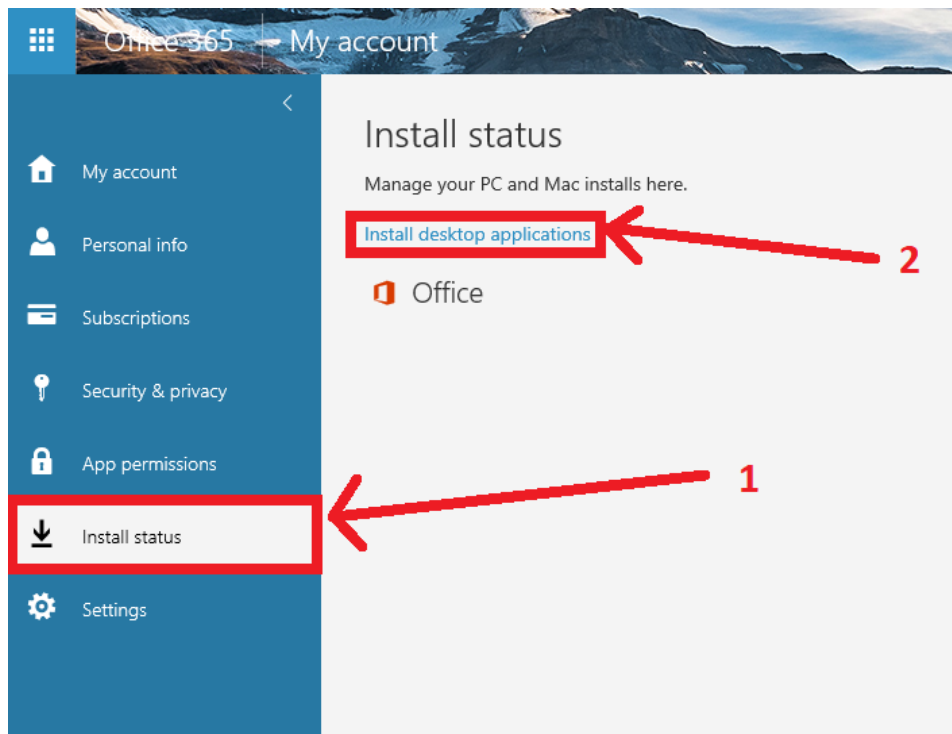 Office 365 My account
Install status
Manage your PC and Mac installs here.
Install desktop applications
2
Office
My account
Personal info
Subscriptions
Security & privacy
App permissions
1
Install status
Settings